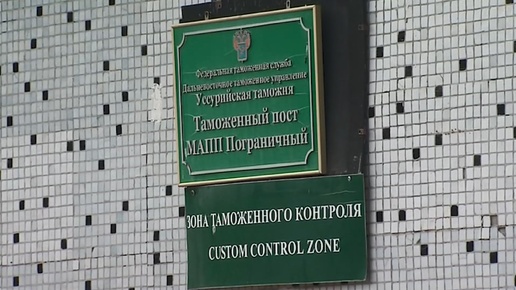 Федеральная таможенная служба
Дальневосточное таможенное управление
Уссурийская таможня
Таможенный пост
МАПП Пограничный
ЗОНА ТАМОЖЕННОГО КОНТРОЛЯ
CUSTOM CONTROL ZONE